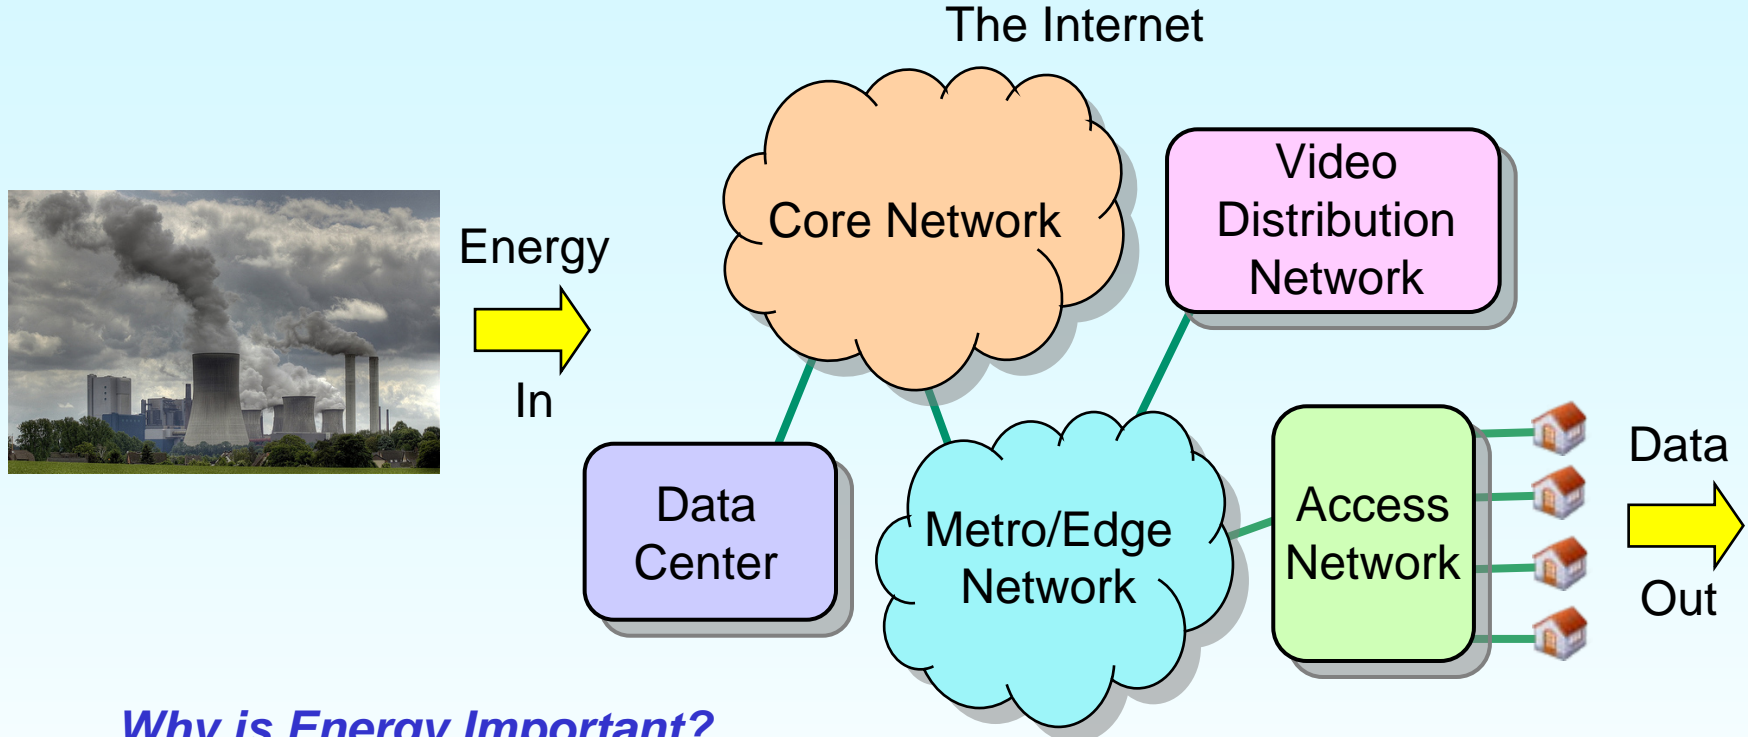 The Internet
Energy
In
Core Network
Video
Distribution
Network
Data
Center
Metro/Edge
Network
Access
Network
Data
Out
Why is Energy Important?